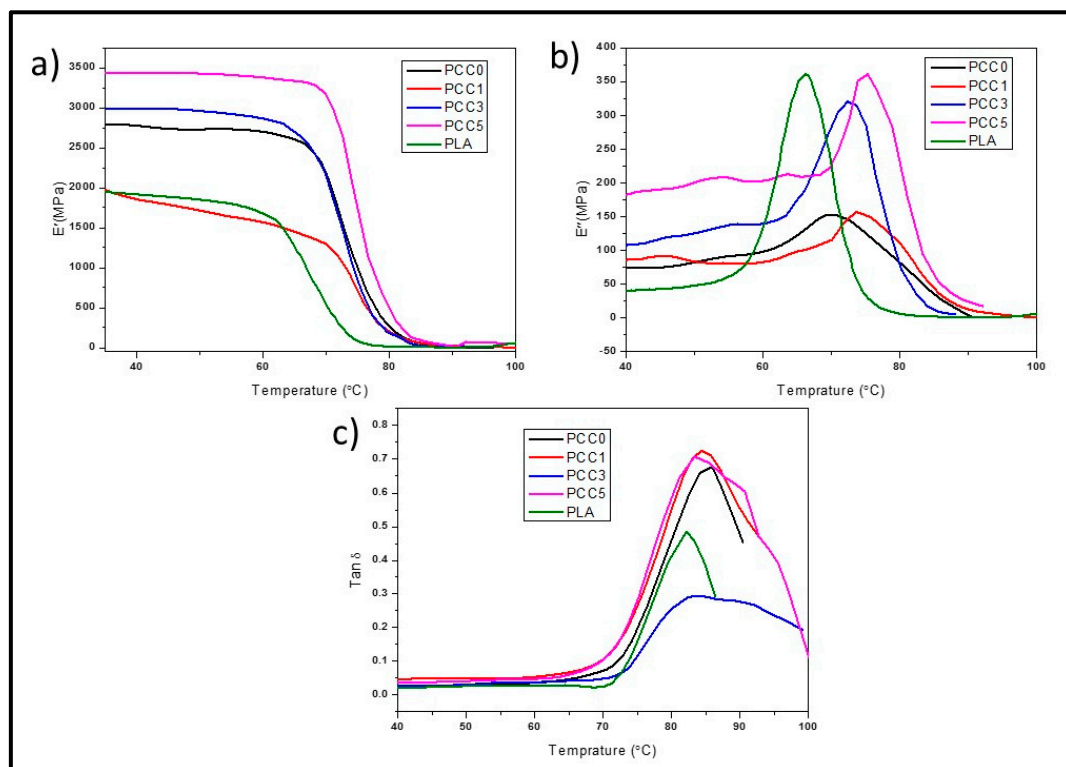 a)
3500
3000
2500
2000
1500
1000
500
0
E'(MPa)
PCC0
PCC1
PCC3
PCC5
PLA
40
60
80
100
Temperature (°C)
b)
400
350
300
250
200
150
100
50
0
-50
E''(MPa)
PCC0
PCC1
PCC3
PCC5
PLA
40
60
80
100
Temprature (°C)
c)
0.8
0.7
0.6
0.5
0.4
0.3
0.2
0.1
0.0
Tan δ
PCC0
PCC1
PCC3
PCC5
PLA
40
50
60
70
80
90
100
Temprature (°C)